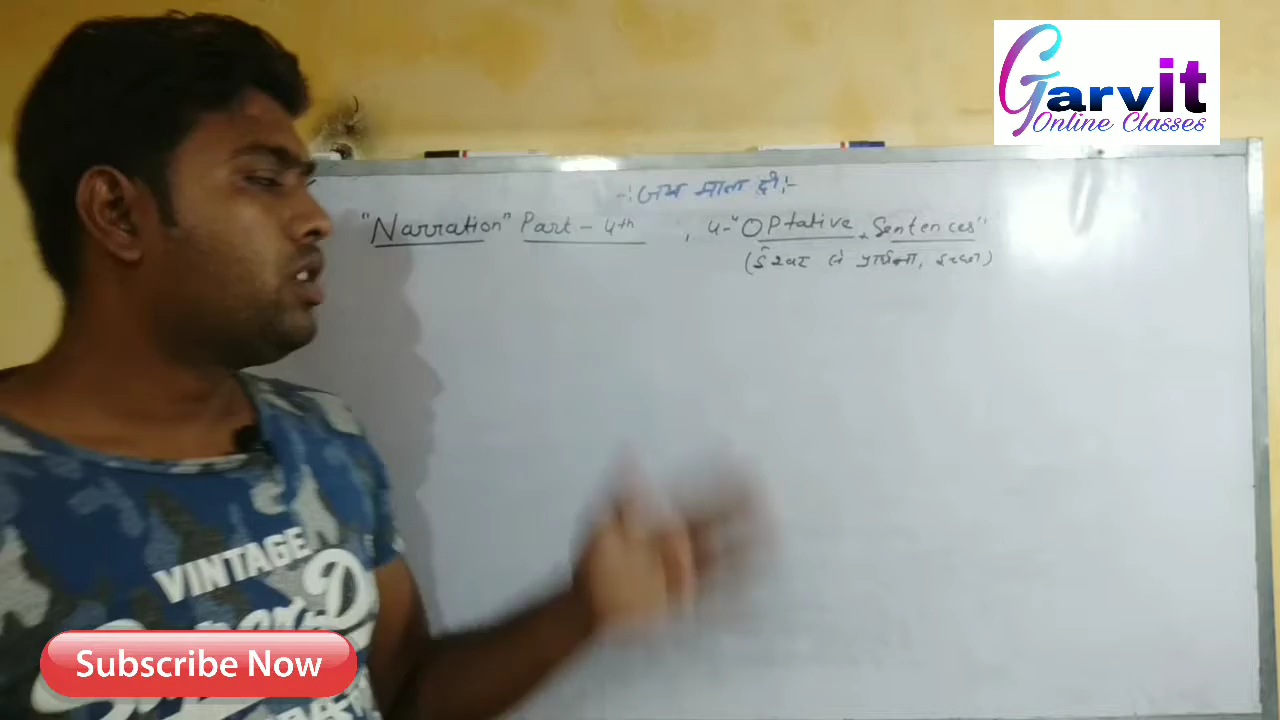 Garvit
Online Classes
-:जय माता दी:-
"Narration" Part - 4th , 4- "Optative Sentences"
(ईश्वर से प्रार्थना, इच्छा)
VINTAGE
Subscribe Now